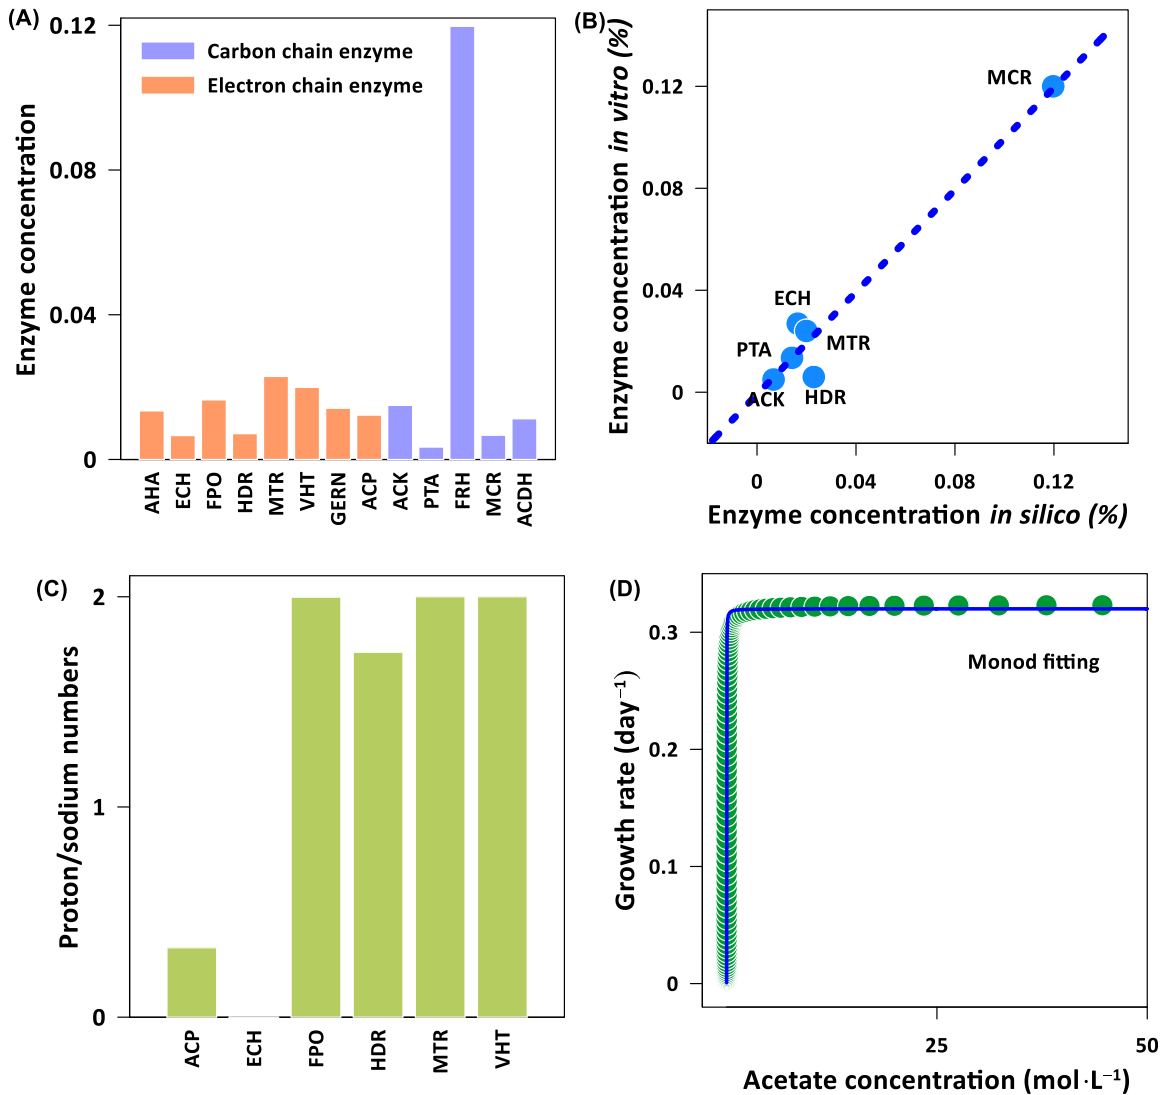 (A)
Enzyme concentration
0.12
0.08
0.04
0
Carbon chain enzyme
Electron chain enzyme
AHA
ECH
FPO
HDR
MTR
VHT
GERN
ACP
ACK
PTA
FRH
MCR
ACDH
(B)
Enzyme concentration in vitro (%)
0.12
0.08
0.04
0
MCR
ECH
MTR
PTA
ACK
HDR
0
0.04
0.08
0.12
Enzyme concentration in silico (%)
(C)
Proton/sodium numbers
2
1
0
ACP
ECH
FPO
HDR
MTR
VHT
(D)
Growth rate (day⁻¹)
0.3
0.2
0.1
0
Monod fitting
25
50
Acetate concentration (mol·L⁻¹)